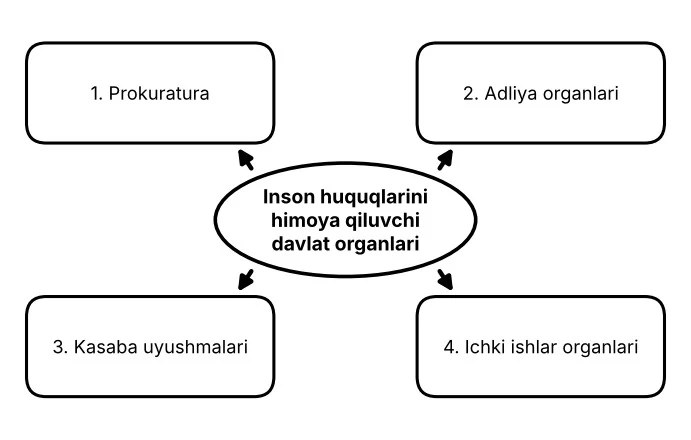 1. Prokuratura
2. Adliya organlari
Inson huquqlarini
himoya qiluvchi
davlat organlari
3. Kasaba uyushmalari
4. Ichki ishlar organlari